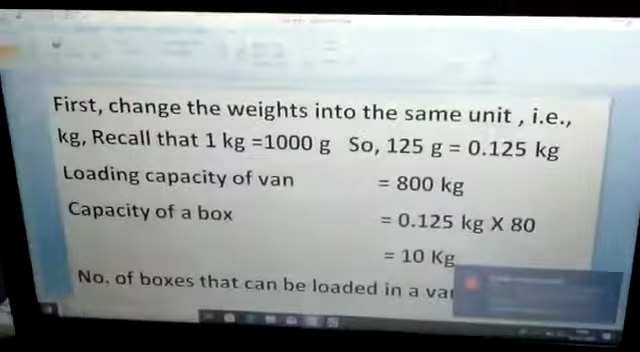 First, change the weights into the same unit , i.e.,
kg, Recall that 1 kg =1000 g So, 125 g = 0.125 kg
Loading capacity of van = 800 kg
Capacity of a box = 0.125 kg X 80
= 10 Kg
No. of boxes that can be loaded in a